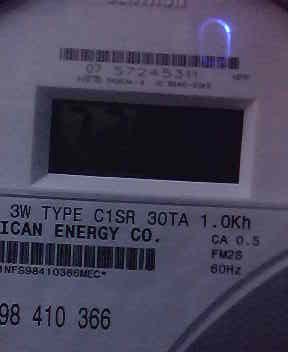 07 57245311
3W TYPE C1SR 30TA 1.0Kh
ICAN ENERGY CO.
CA 0.5
FM2S
60Hz
1NFS98410366MEC*
98 410 366